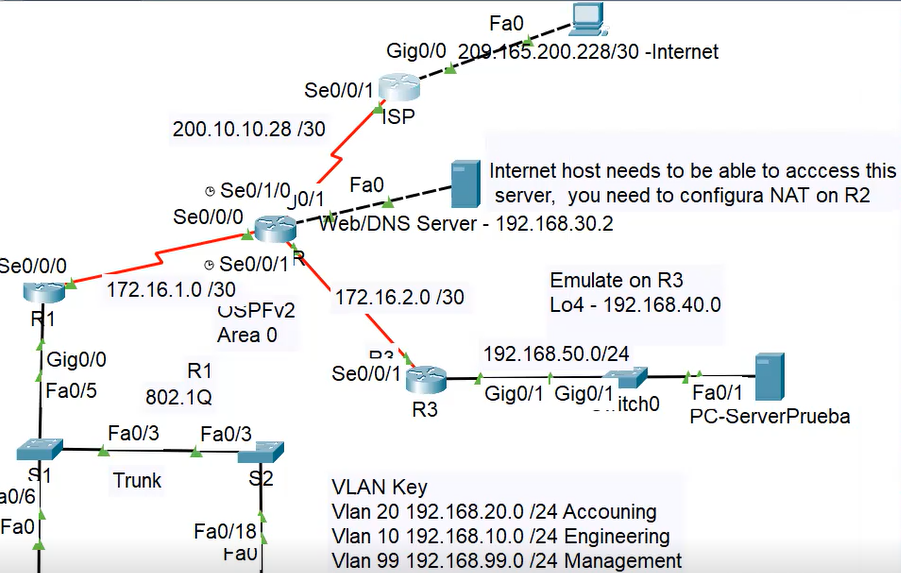 Fa0
Gig0/0
209.165.200.228/30 -Internet
Se0/0/1
ISP
200.10.10.28 /30
Internet host needs to be able to acccess this
server,  you need to configura NAT on R2
Fa0
Se0/1/0
0/1
Se0/0/0
Web/DNS Server - 192.168.30.2
Se0/0/1
R
Se0/0/0
172.16.1.0 /30
172.16.2.0 /30
Emulate on R3
Lo4 - 192.168.40.0
OSPFv2
Area 0
R1
Gig0/0
Fa0/5
R1
802.1Q
R3
Se0/0/1
192.168.50.0/24
Gig0/1
Gig0/1
Fa0/1
R3
PC-ServerPrueba
Fa0/3
Fa0/3
S1
S2
Trunk
a0/6
Fa0
Fa0/18
Fa0
VLAN Key
Vlan 20 192.168.20.0 /24 Accouning
Vlan 10 192.168.10.0 /24 Engineering
Vlan 99 192.168.99.0 /24 Management